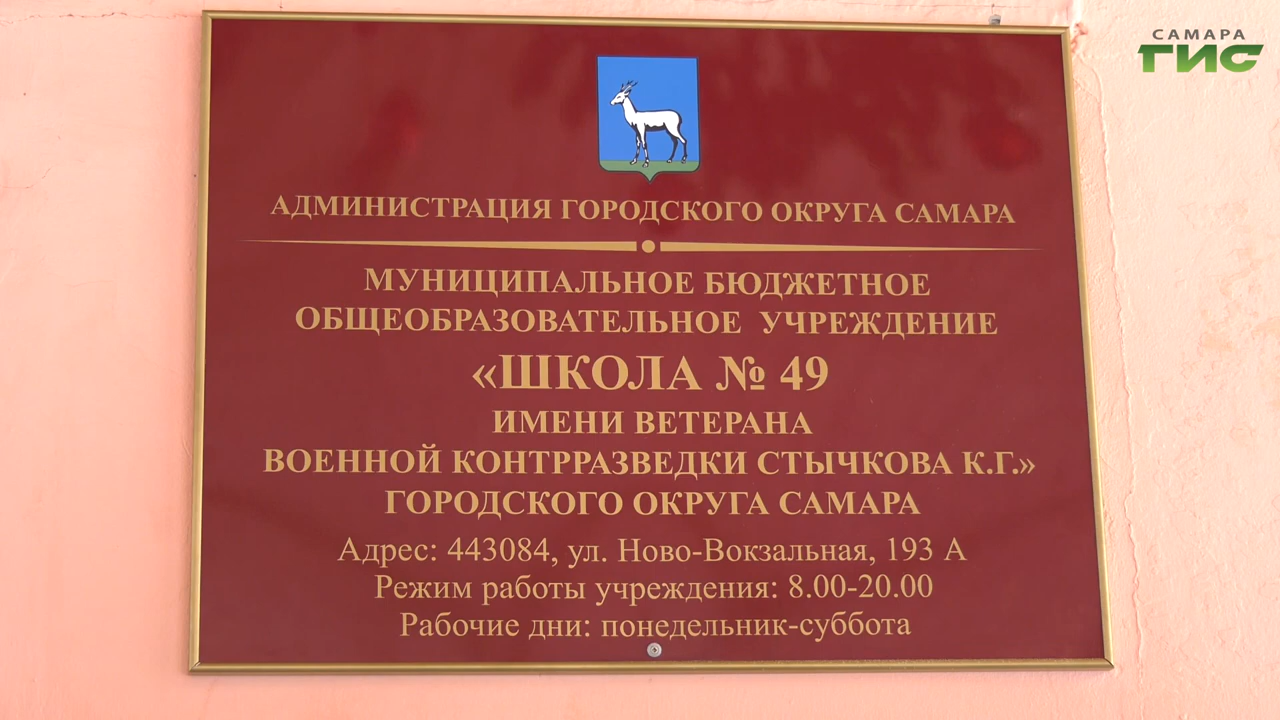 САМАРА
ГИС
АДМИНИСТРАЦИЯ ГОРОДСКОГО ОКРУГА САМАРА
МУНИЦИПАЛЬНОЕ БЮДЖЕТНОЕ
ОБЩЕОБРАЗОВАТЕЛЬНОЕ УЧРЕЖДЕНИЕ
«ШКОЛА № 49
ИМЕНИ ВЕТЕРАНА
ВОЕННОЙ КОНТРРАЗВЕДКИ СТЫЧКОВА К.Г.»
ГОРОДСКОГО ОКРУГА САМАРА
Адрес: 443084, ул. Ново-Вокзальная, 193 А
Режим работы учреждения: 8.00-20.00
Рабочие дни: понедельник-суббота